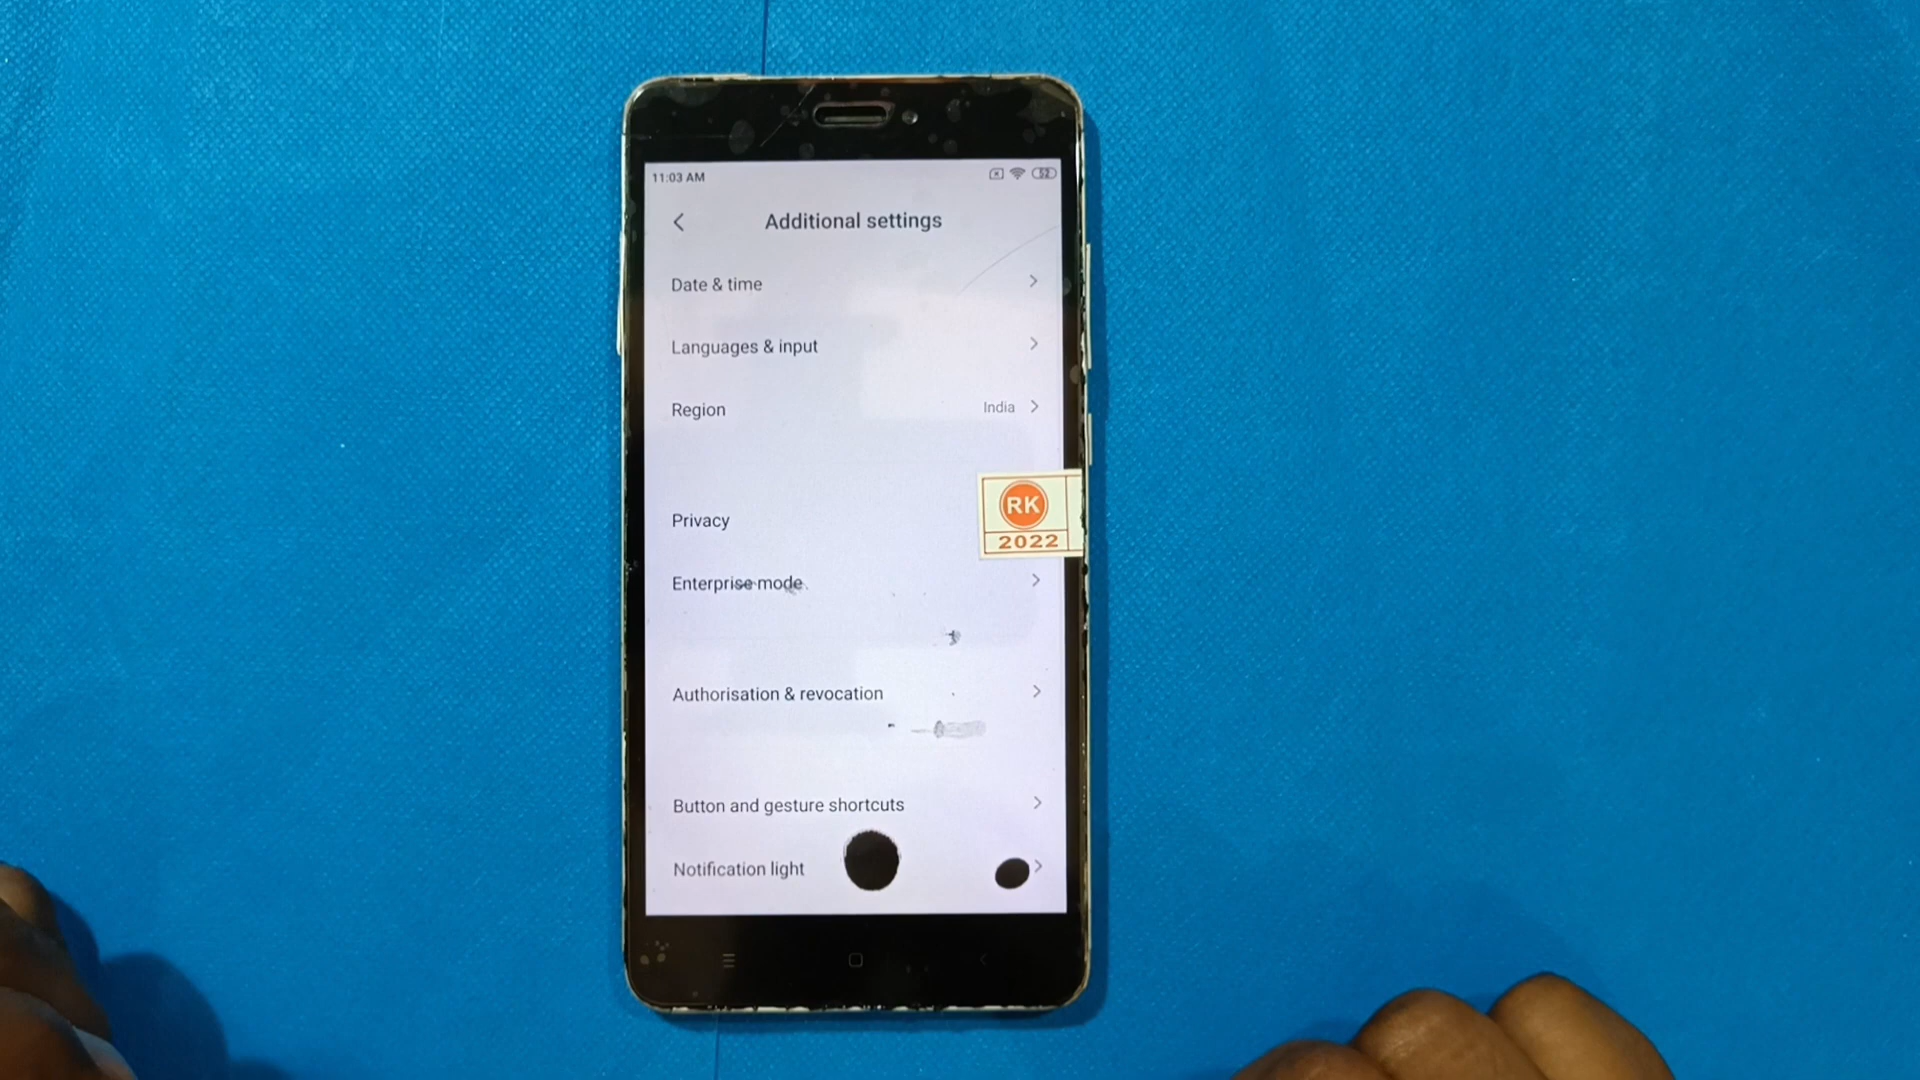 11:03 AM
52
Additional settings
Date & time
Languages & input
Region
India
Privacy
RK
2022
Enterprise mode
Authorisation & revocation
Button and gesture shortcuts
Notification light